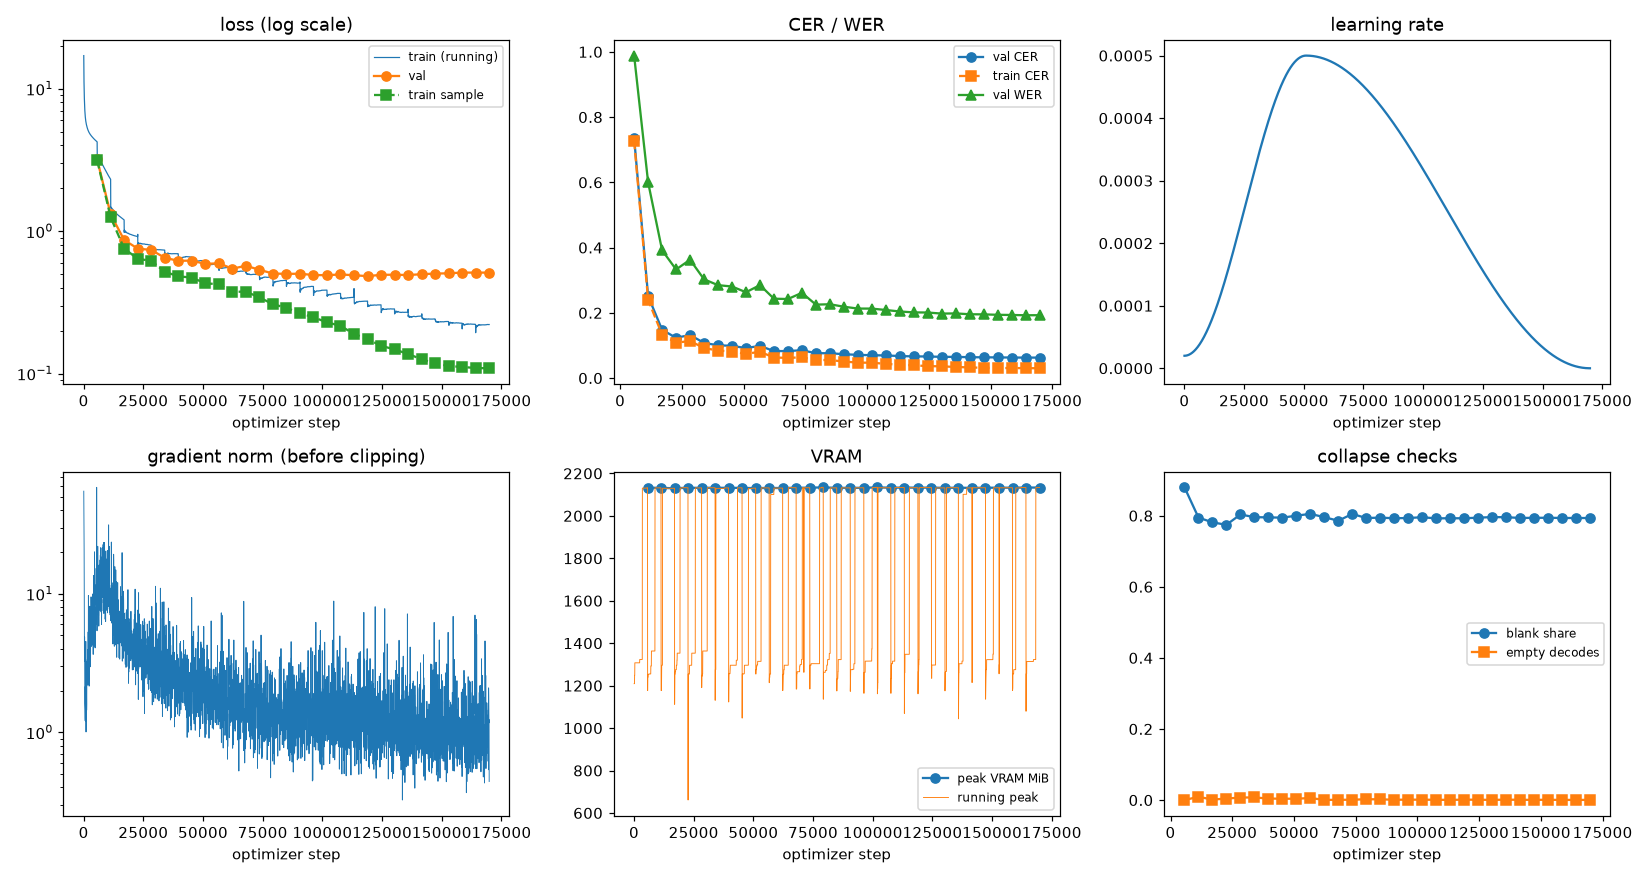 loss (log scale)
train (running)
val
train sample
10¹
10⁰
10⁻¹
0 25000 50000 75000 100000 125000 150000 175000
optimizer step
CER / WER
val CER
train CER
val WER
1.0
0.8
0.6
0.4
0.2
0.0
0 25000 50000 75000 100000 125000 150000 175000
optimizer step
learning rate
0.0005
0.0004
0.0003
0.0002
0.0001
0.0000
0 25000 50000 75000 100000 125000 150000 175000
optimizer step
gradient norm (before clipping)
10¹
10⁰
0 25000 50000 75000 100000 125000 150000 175000
optimizer step
VRAM
2200
2000
1800
1600
1400
1200
1000
800
600
peak VRAM MiB
running peak
0 25000 50000 75000 100000 125000 150000 175000
optimizer step
collapse checks
0.8
0.6
0.4
0.2
0.0
blank share
empty decodes
0 25000 50000 75000 100000 125000 150000 175000
optimizer step